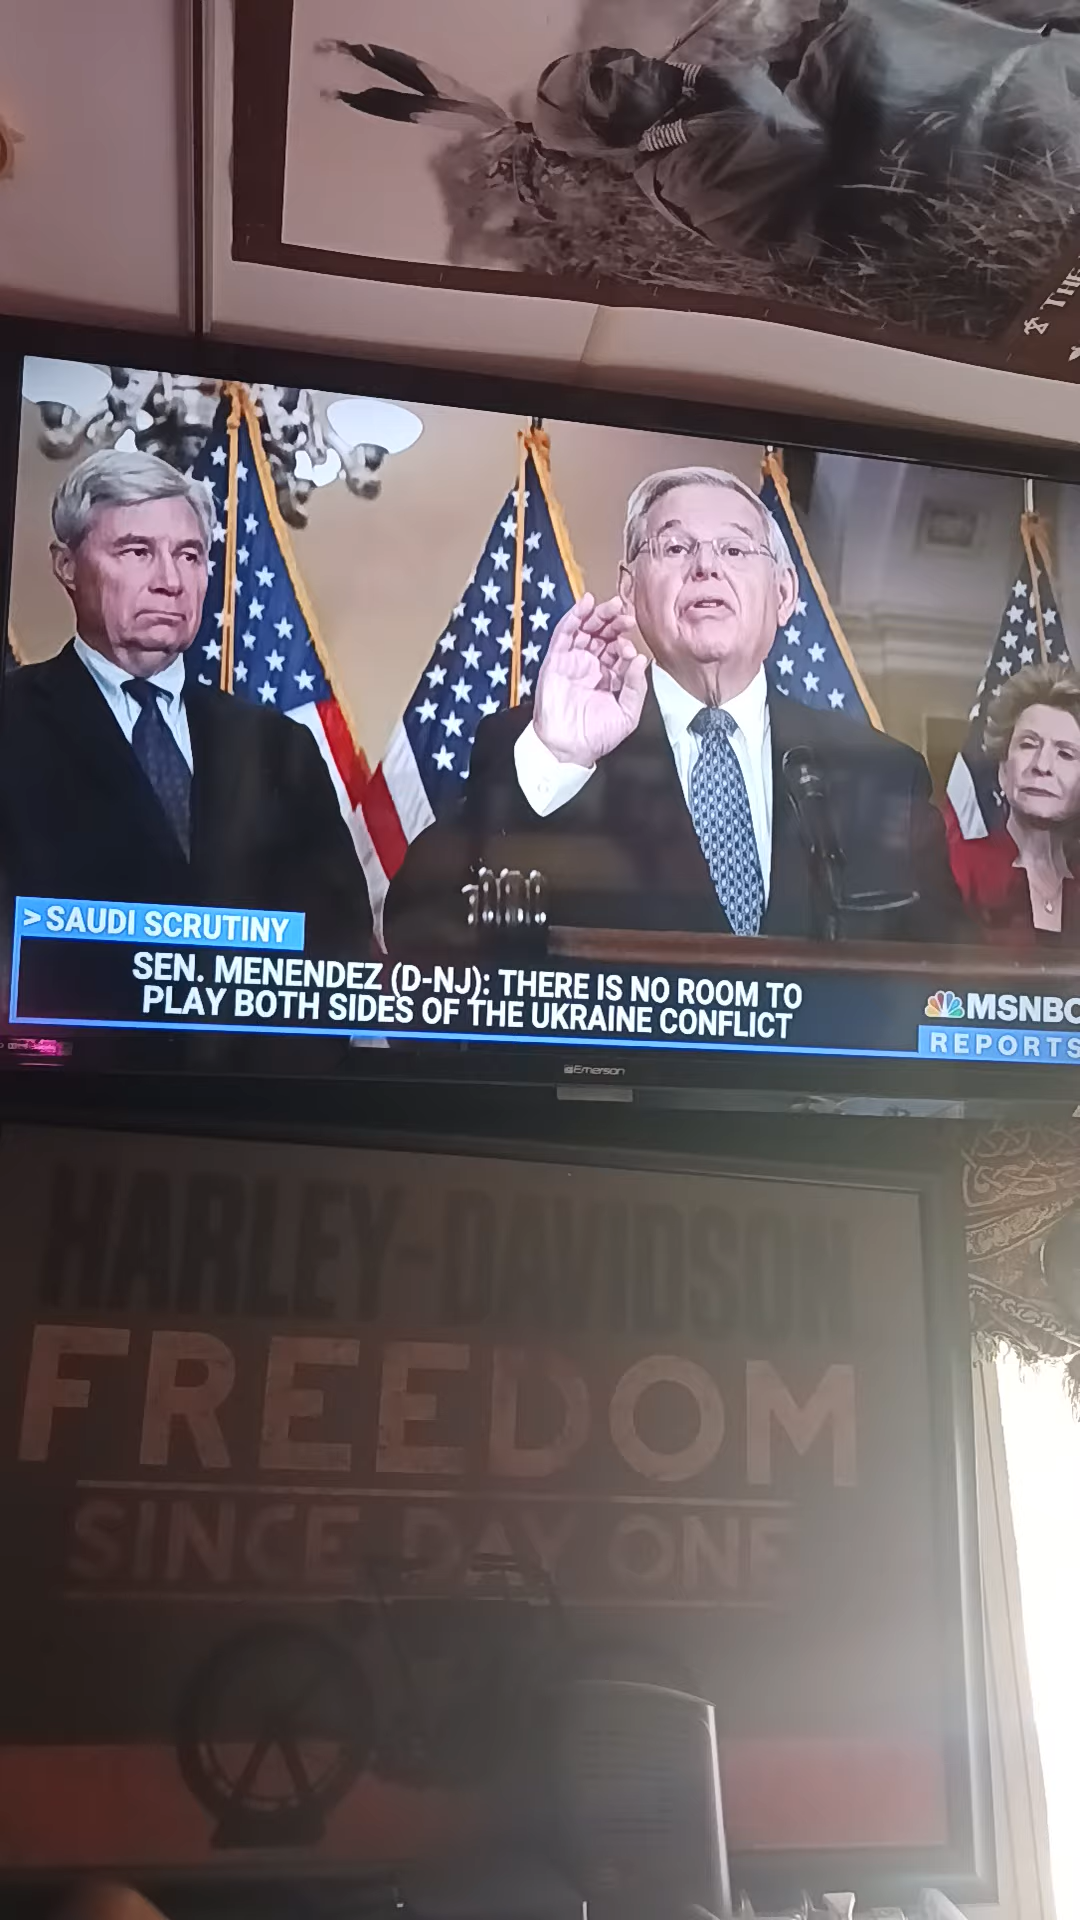 THE
> SAUDI SCRUTINY
SEN. MENENDEZ (D-NJ): THERE IS NO ROOM TO
PLAY BOTH SIDES OF THE UKRAINE CONFLICT
MSNBC
REPORTS
Emerson
HARLEY-DAVIDSON
FREEDOM
SINCE DAY ONE